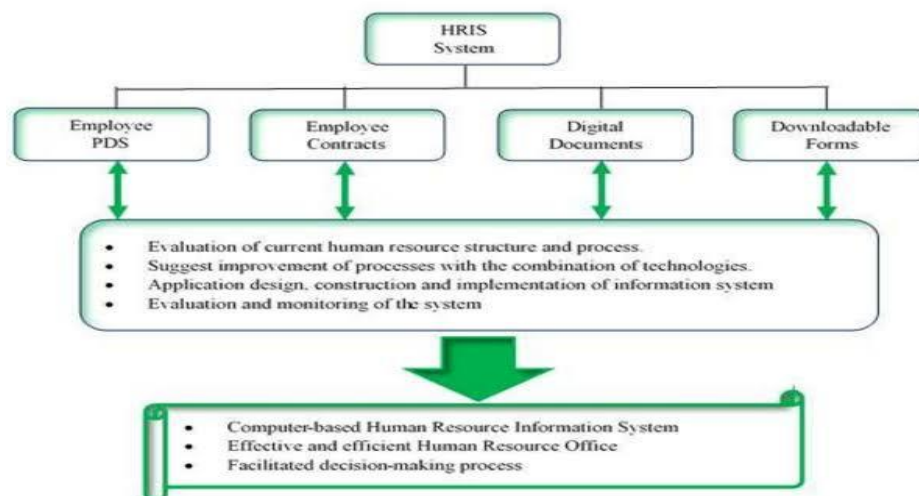 HRIS
System
Employee
PDS
Employee
Contracts
Digital
Documents
Downloadable
Forms
• Evaluation of current human resource structure and process.
• Suggest improvement of processes with the combination of technologies.
• Application design, construction and implementation of information system
• Evaluation and monitoring of the system
• Computer-based Human Resource Information System
• Effective and efficient Human Resource Office
• Facilitated decision-making process